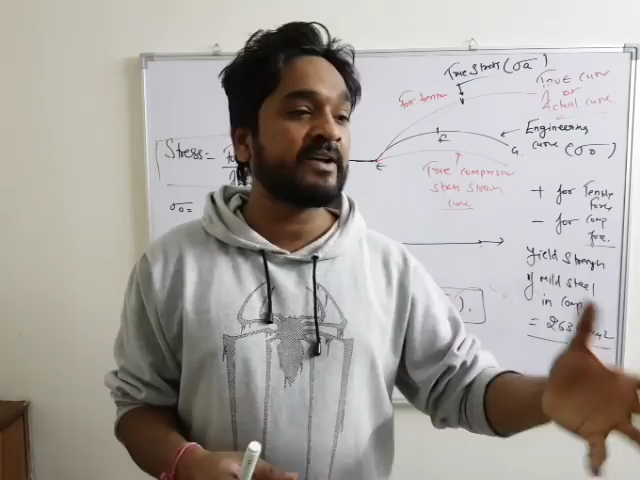 True Stress (σa)
For tension
True curve
or
Actual curve
Engineering
curve (σo)
Stress =
E
G
True compression
stress strain
curve
+ for Tensile
force
- for comp
force.
σo =
Yield Strength
of Mild Steel
in comp
= 263